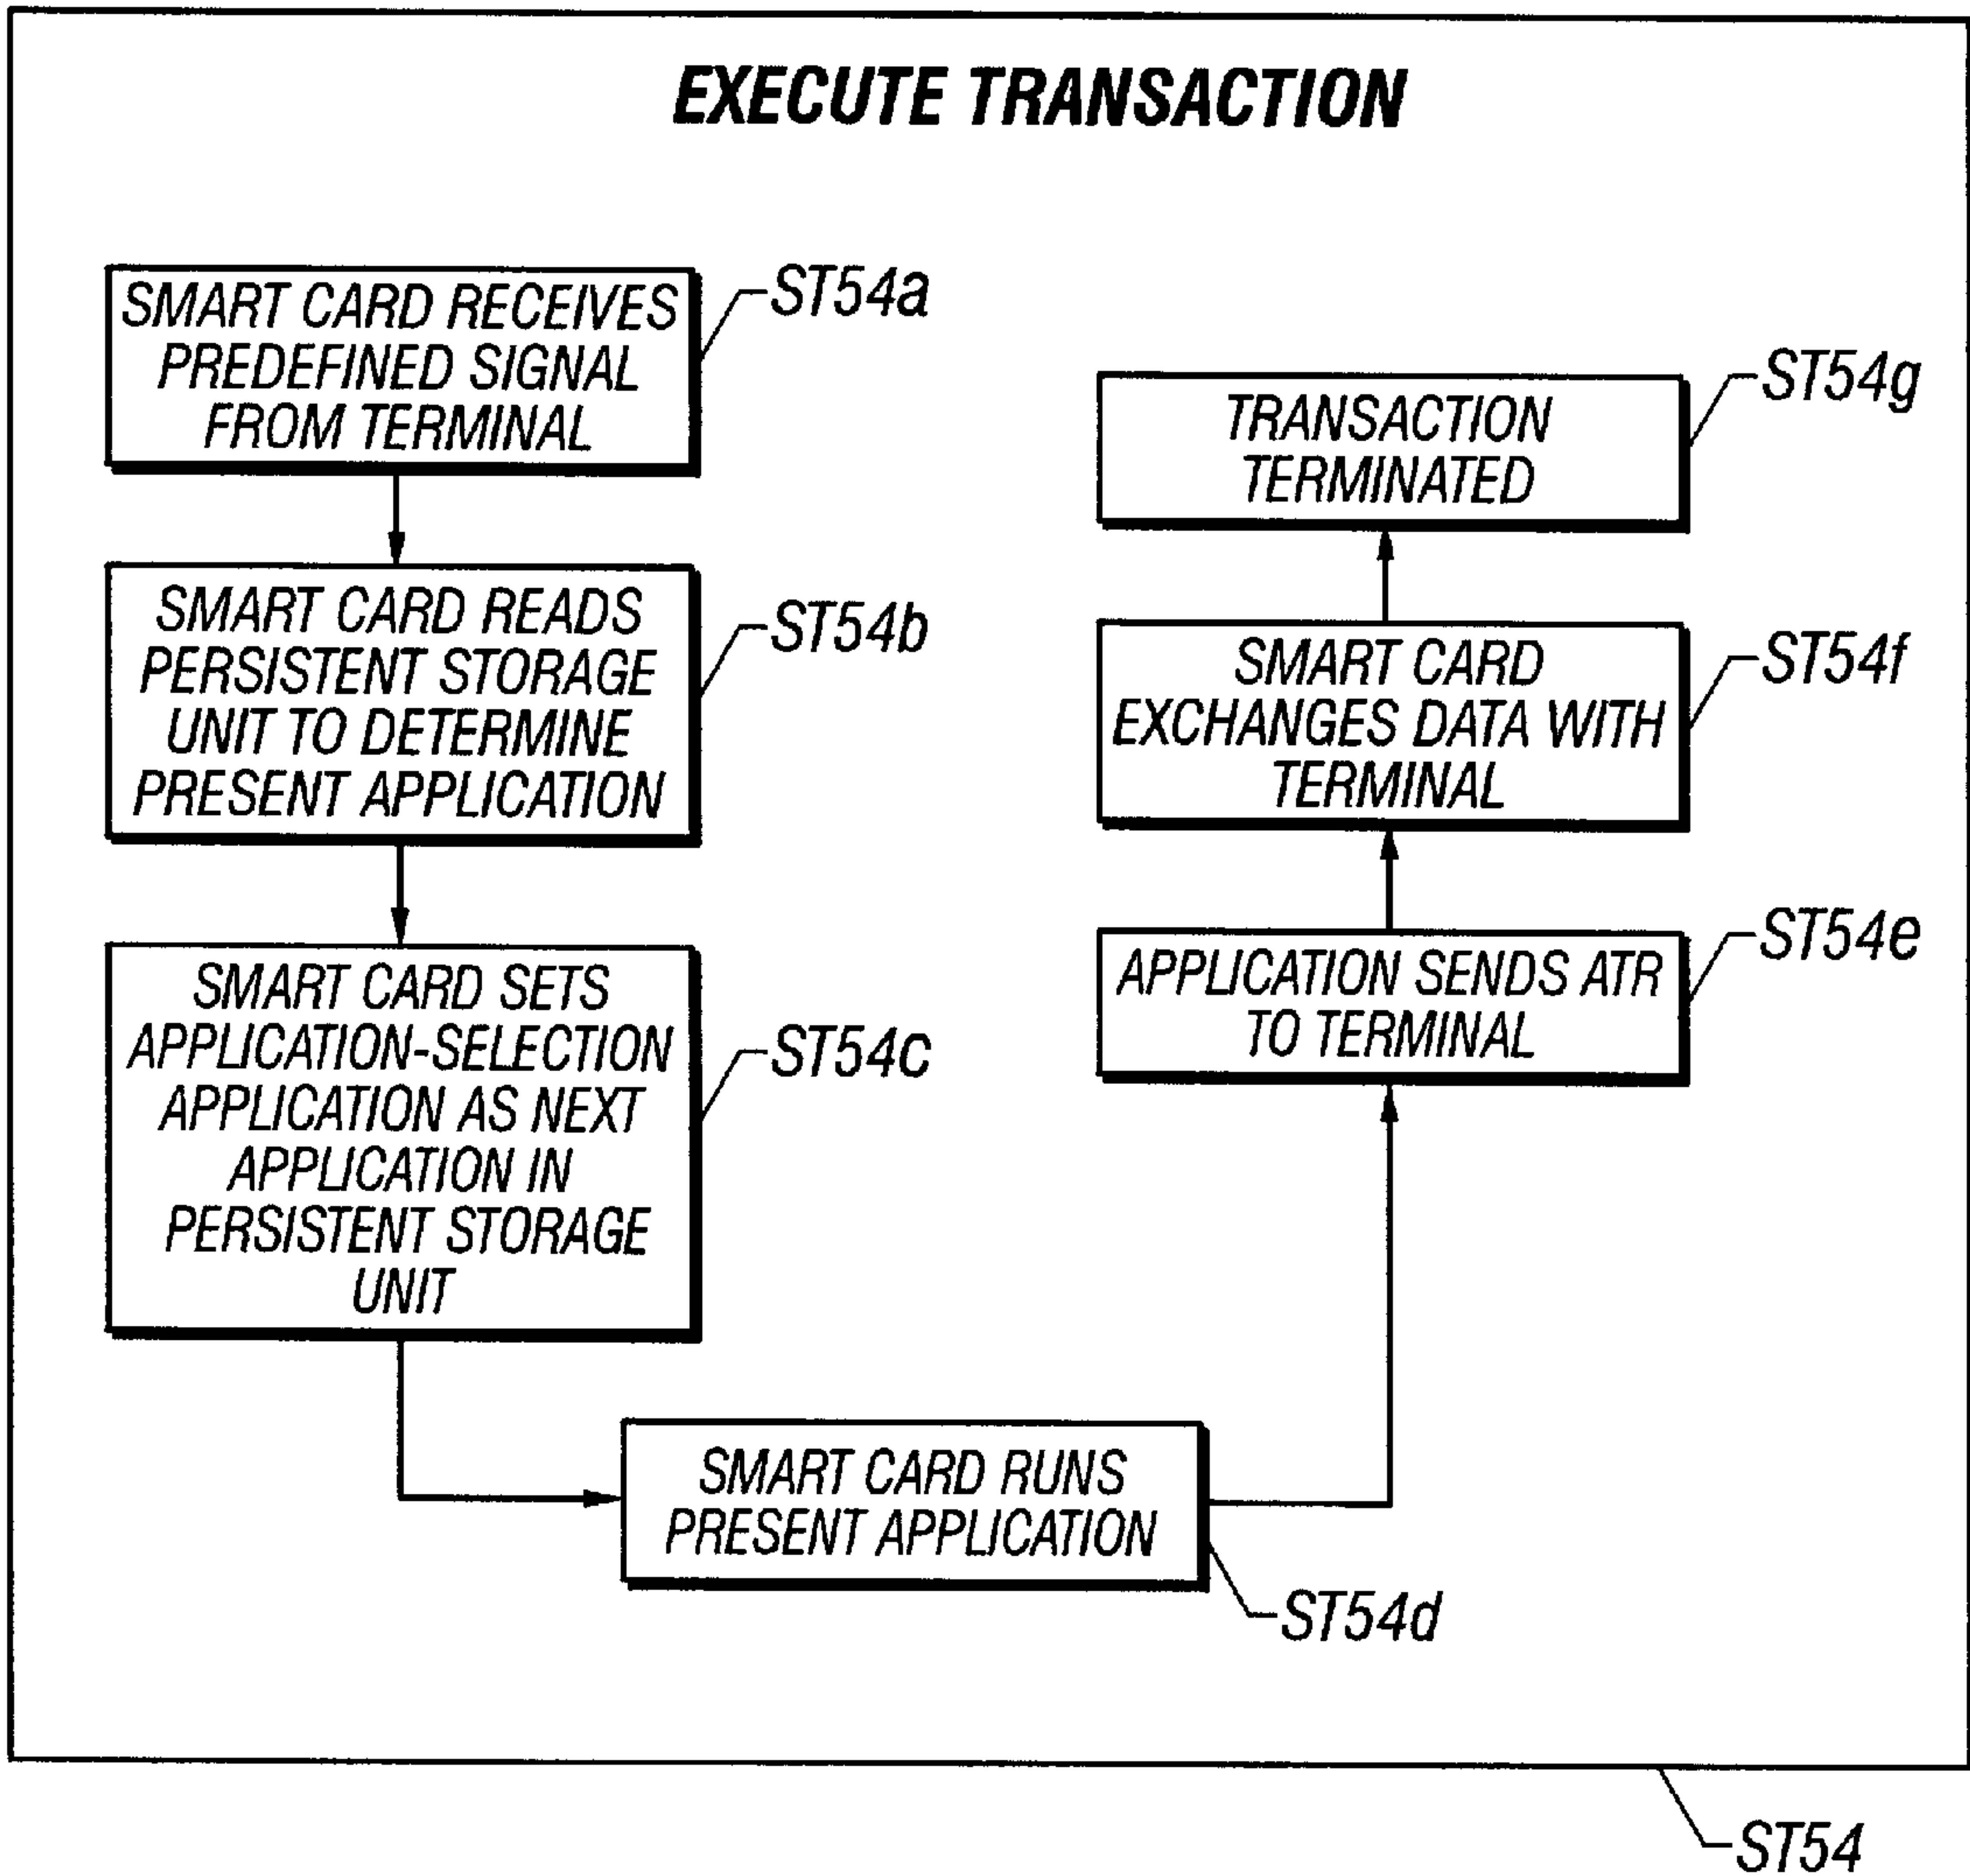 EXECUTE TRANSACTION
SMART CARD RECEIVES
PREDEFINED SIGNAL
FROM TERMINAL
ST54a
SMART CARD READS
PERSISTENT STORAGE
UNIT TO DETERMINE
PRESENT APPLICATION
ST54b
SMART CARD SETS
APPLICATION-SELECTION
APPLICATION AS NEXT
APPLICATION IN
PERSISTENT STORAGE
UNIT
ST54c
SMART CARD RUNS
PRESENT APPLICATION
ST54d
APPLICATION SENDS ATR
TO TERMINAL
ST54e
SMART CARD
EXCHANGES DATA WITH
TERMINAL
ST54f
TRANSACTION
TERMINATED
ST54g
ST54